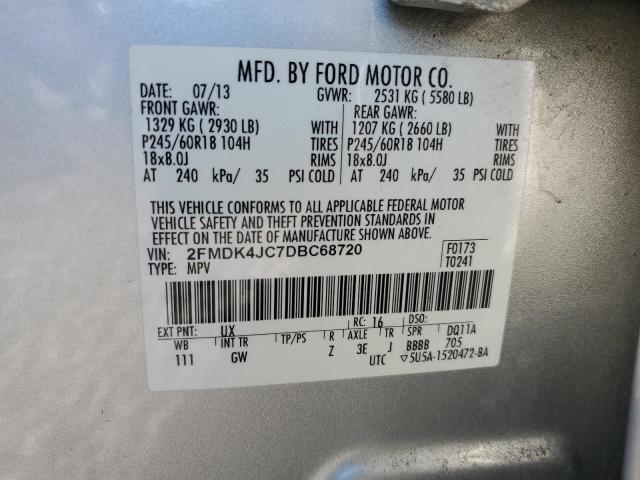 MFD. BY FORD MOTOR CO.
DATE: 07/13 GVWR: 2531 KG ( 5580 LB)
FRONT GAWR: REAR GAWR:
1329 KG ( 2930 LB) WITH 1207 KG ( 2660 LB) WITH
P245/60R18 104H TIRES P245/60R18 104H TIRES
18x8.0J RIMS 18x8.0J RIMS
AT 240 kPa/ 35 PSI COLD AT 240 kPa/ 35 PSI COLD
THIS VEHICLE CONFORMS TO ALL APPLICABLE FEDERAL MOTOR
VEHICLE SAFETY AND THEFT PREVENTION STANDARDS IN
EFFECT ON THE DATE OF MANUFACTURE SHOWN ABOVE.
VIN: 2FMDK4JC7DBC68720 F0173
TYPE: MPV T0241
EXT PNT: UX RC: 16 DSO:
WB INT TR TP/PS R AXLE TR SPR DQ11A
111 GW Z 3E J BBBB 705
UTC ▽5U5A-1520472-BA